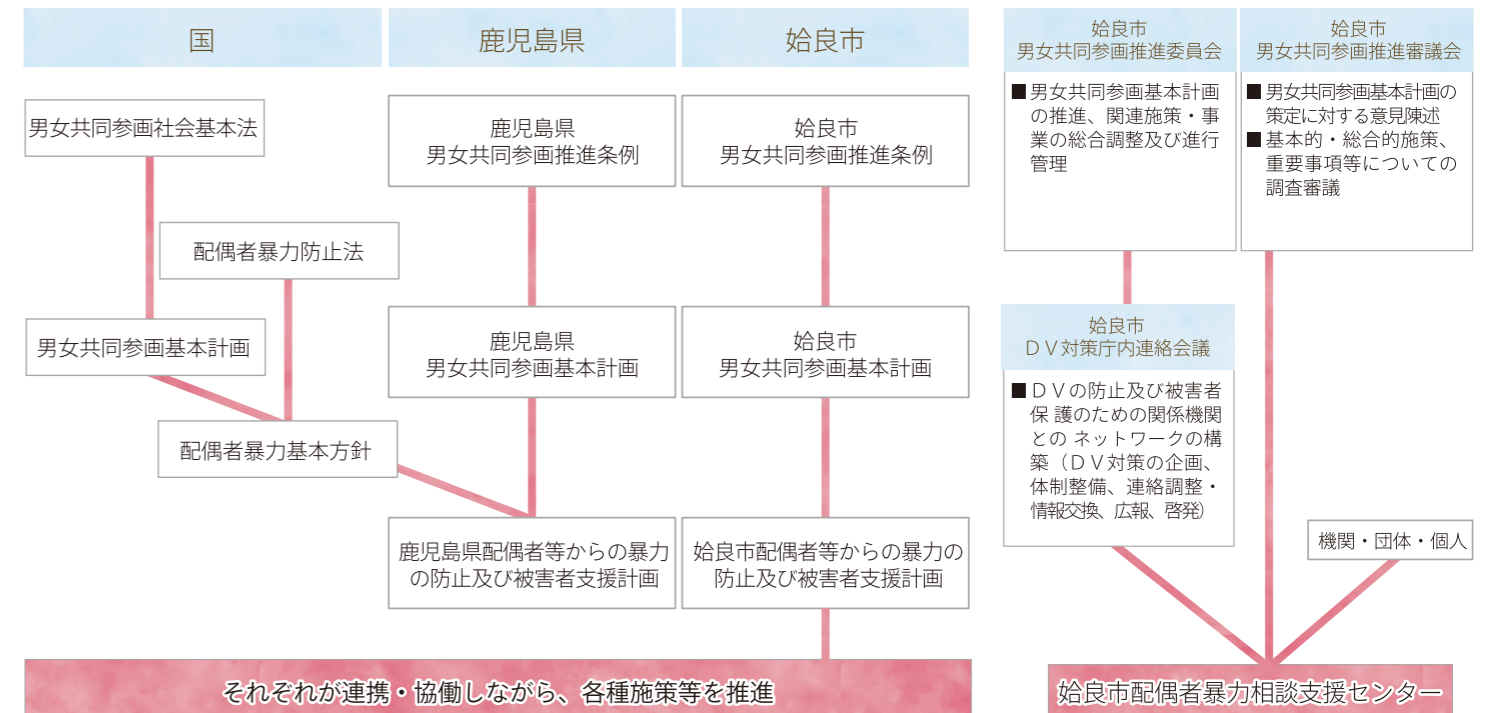 国
鹿児島県
姶良市
男女共同参画社会基本法
配偶者暴力防止法
男女共同参画基本計画
配偶者暴力基本方針
鹿児島県
男女共同参画推進条例
鹿児島県
男女共同参画基本計画
鹿児島県配偶者等からの暴力
の防止及び被害者支援計画
姶良市
男女共同参画推進条例
姶良市
男女共同参画基本計画
姶良市配偶者等からの暴力の
防止及び被害者支援計画
それぞれが連携・協働しながら、各種施策等を推進
姶良市
男女共同参画推進委員会
■男女共同参画基本計画
の推進、関連施策・事
業の総合調整及び進行
管理
姶良市
男女共同参画推進審議会
■男女共同参画基本計画の
策定に対する意見陳述
■基本的・総合的施策、
重要事項等についての
調査審議
姶良市
ＤＶ対策庁内連絡会議
■ＤＶの防止及び被害者
保 護のための関係機関
との ネットワークの構
築（ＤＶ対策の企画、
体制整備、連絡調整・
情報交換、広報、啓発）
機関・団体・個人
姶良市配偶者暴力相談支援センター